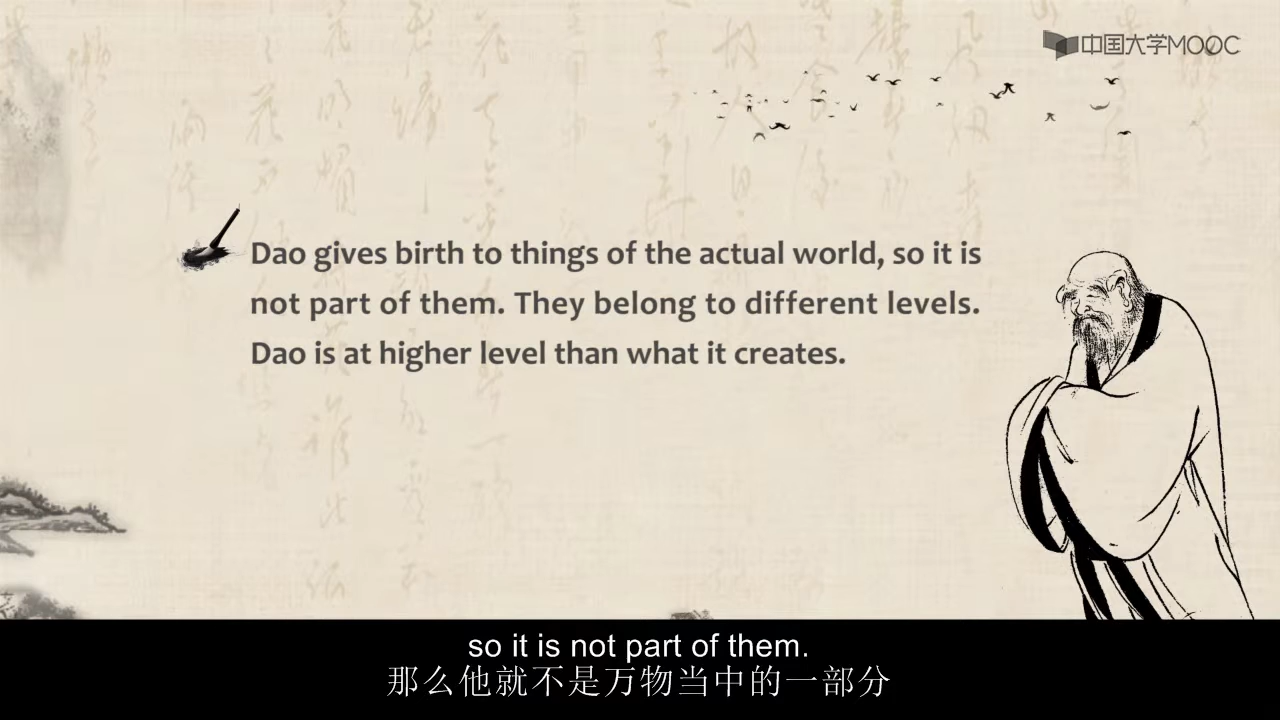 中国大学MOOC
Dao gives birth to things of the actual world, so it is
not part of them. They belong to different levels.
Dao is at higher level than what it creates.
so it is not part of them.
那么他就不是万物当中的一部分